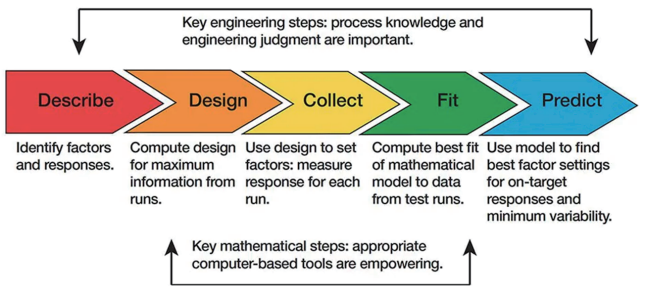 Key engineering steps: process knowledge and
engineering judgment are important.
Describe
Design
Collect
Fit
Predict
Identify factors
and responses.
Compute design
for maximum
information from
runs.
Use design to set
factors: measure
response for each
run.
Compute best fit
of mathematical
model to data
from test runs.
Use model to find
best factor settings
for on-target
responses and
minimum variability.
Key mathematical steps: appropriate
computer-based tools are empowering.